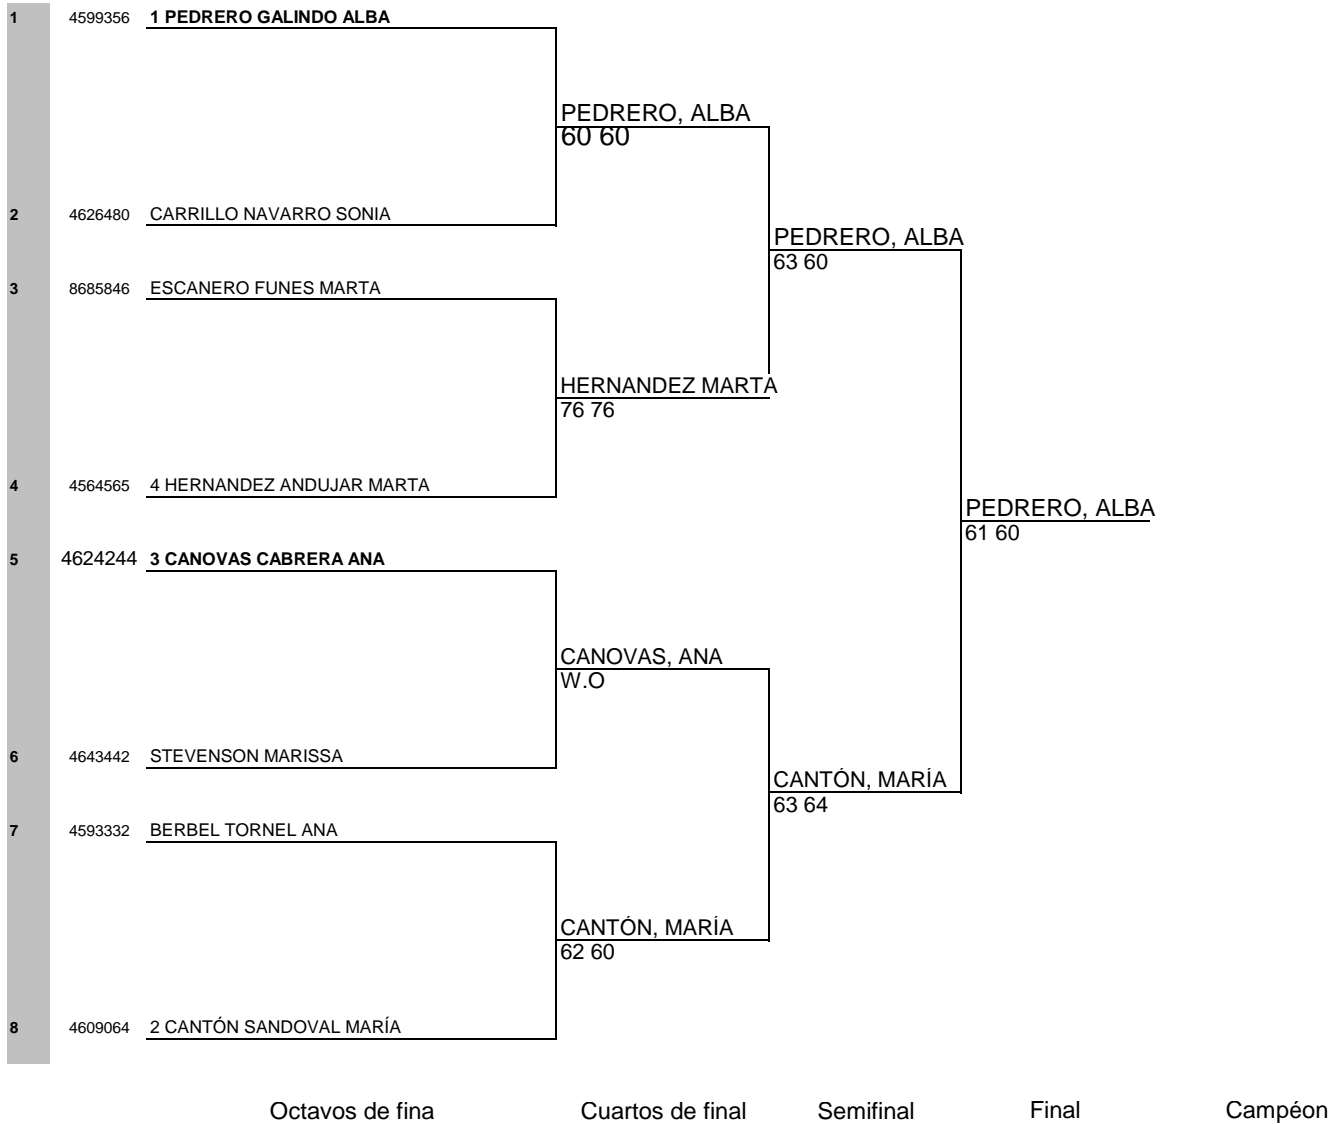 1 4599356 1 PEDRERO GALINDO ALBA
PEDRERO, ALBA
60 60
2 4626480 CARRILLO NAVARRO SONIA
PEDRERO, ALBA
63 60
3 8685846 ESCANERO FUNES MARTA
HERNANDEZ MARTA
76 76
4 4564565 4 HERNANDEZ ANDUJAR MARTA
PEDRERO, ALBA
61 60
5 4624244 3 CANOVAS CABRERA ANA
CANOVAS, ANA
W.O
6 4643442 STEVENSON MARISSA
CANTÓN, MARÍA
63 64
7 4593332 BERBEL TORNEL ANA
CANTÓN, MARÍA
62 60
8 4609064 2 CANTÓN SANDOVAL MARÍA
Octavos de fina Cuartos de final Semifinal Final Campéon